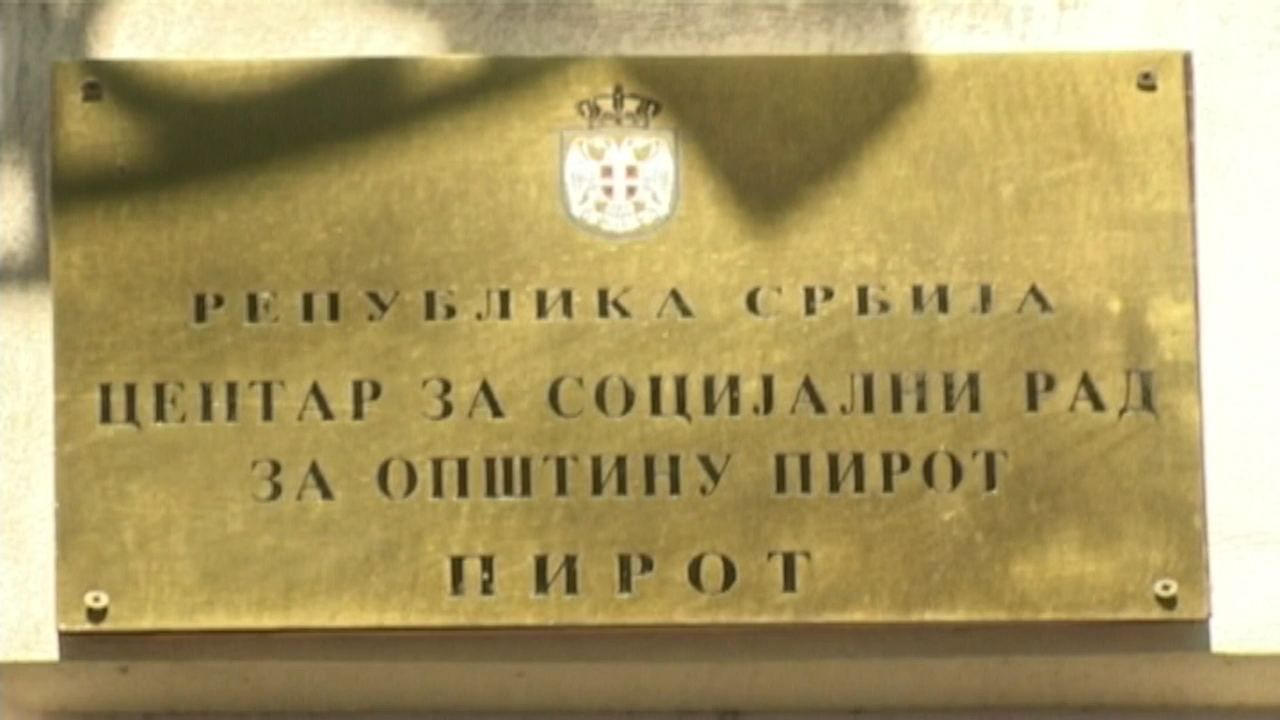 РЕПУБЛИКА СРБИЈА
ЦЕНТАР ЗА СОЦИЈАЛНИ РАД
ЗА ОПШТИНУ ПИРОТ
ПИРОТ